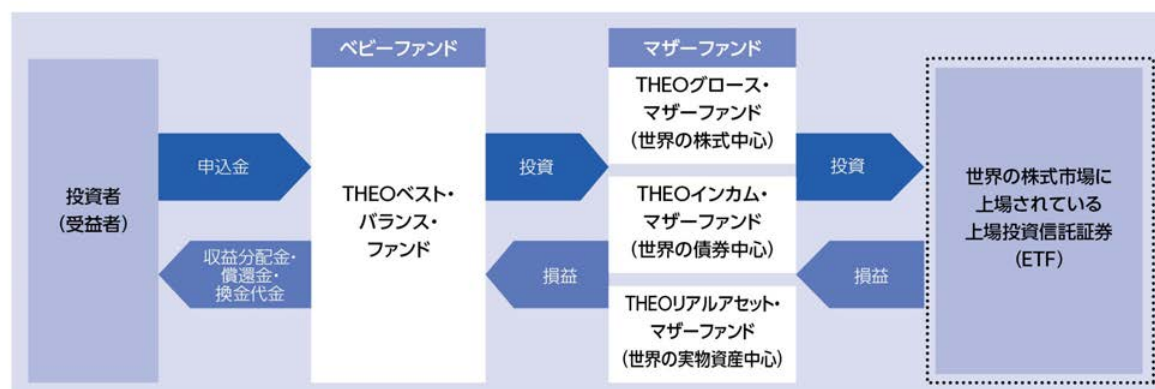 投資者
(受益者)
申込金
収益分配金・
償還金・
換金代金
ベビーファンド
THEOベスト・
バランス・
ファンド
投資
損益
マザーファンド
THEOグロース・
マザーファンド
(世界の株式中心)
THEOインカム・
マザーファンド
(世界の債券中心)
THEOリアルアセット・
マザーファンド
(世界の実物資産中心)
投資
損益
世界の株式市場に
上場されている
上場投資信託証券
(ETF)